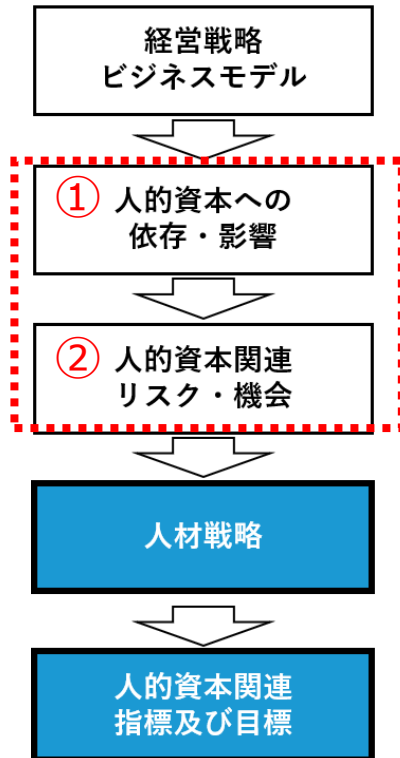 経営戦略
ビジネスモデル
① 人的資本への
依存・影響
② 人的資本関連
リスク・機会
人材戦略
人的資本関連
指標及び目標